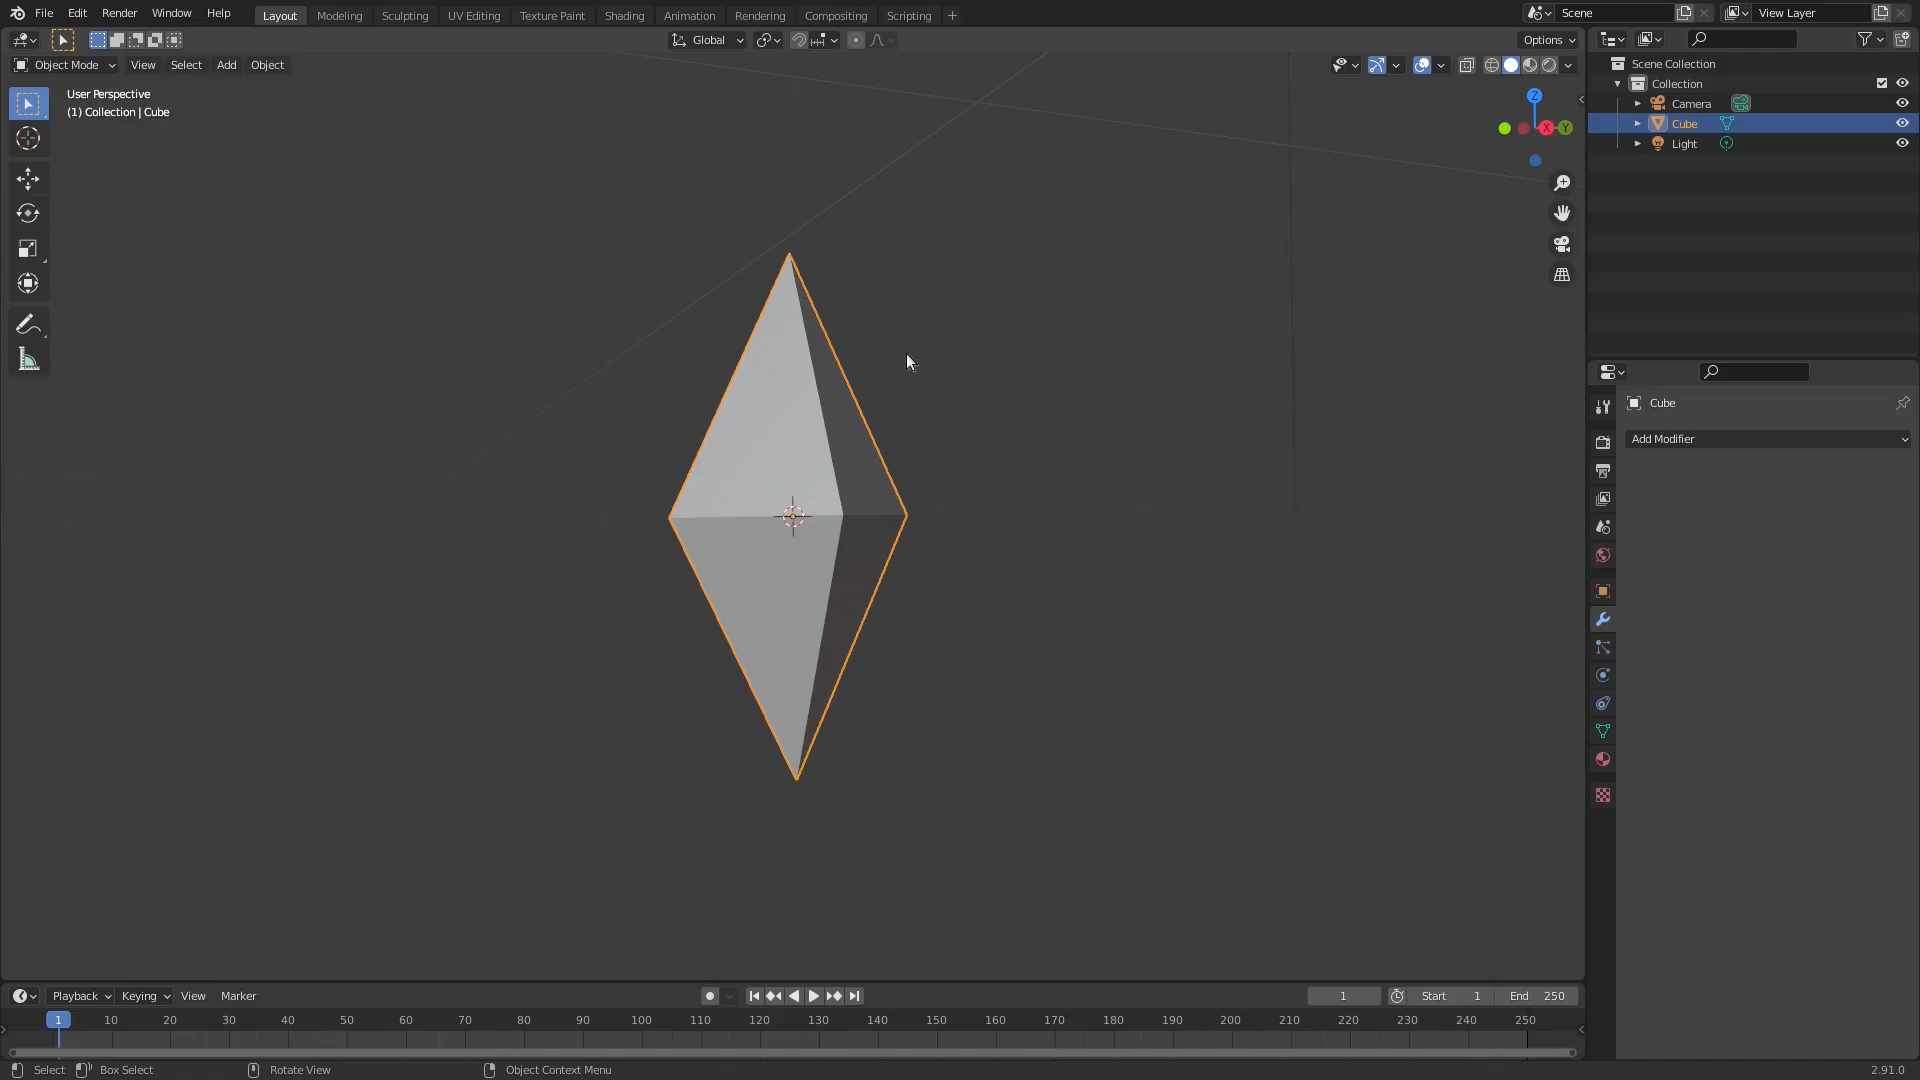 File Edit Render Window Help Layout Modeling Sculpting UV Editing Texture Paint Shading Animation Rendering Compositing Scripting + Scene View Layer
Global Options
Object Mode View Select Add Object
User Perspective
(1) Collection | Cube
Z
X Y
Scene Collection
Collection
Camera
Cube
Light
Cube
Add Modifier
Playback Keying View Marker 1 Start 1 End 250
1 10 20 30 40 50 60 70 80 90 100 110 120 130 140 150 160 170 180 190 200 210 220 230 240 250
Select Box Select Rotate View Object Context Menu 2.91.0